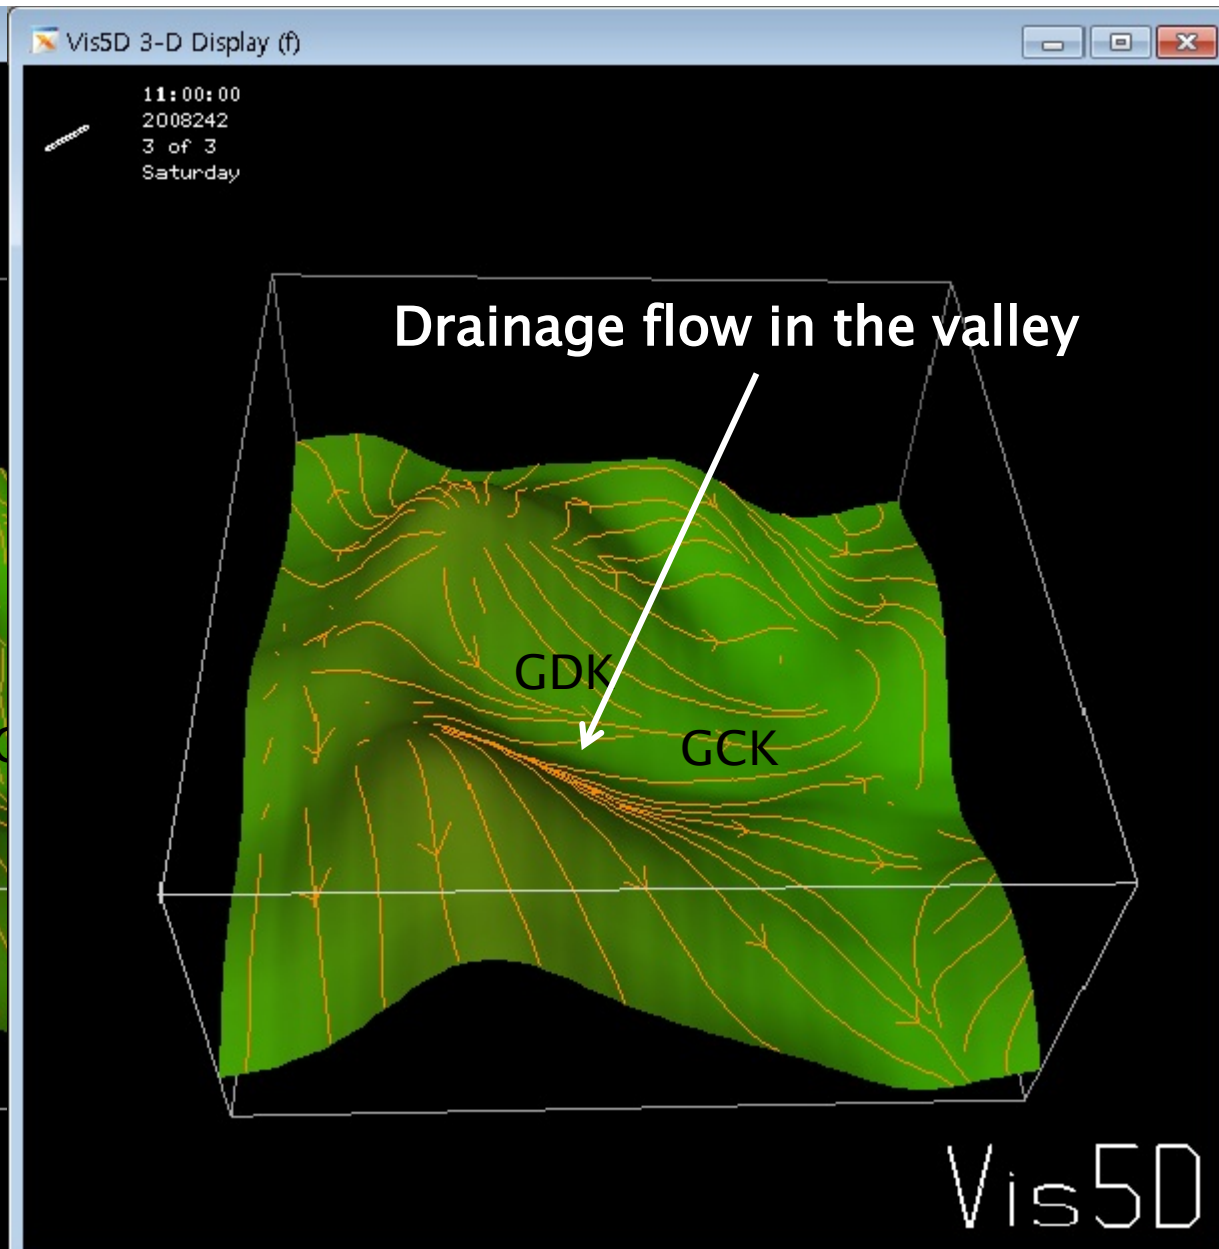 Vis5D 3-D Display (f)
11:00:00
2008242
3 of 3
Saturday
Drainage flow in the valley
GDK
GCK
Vis5D